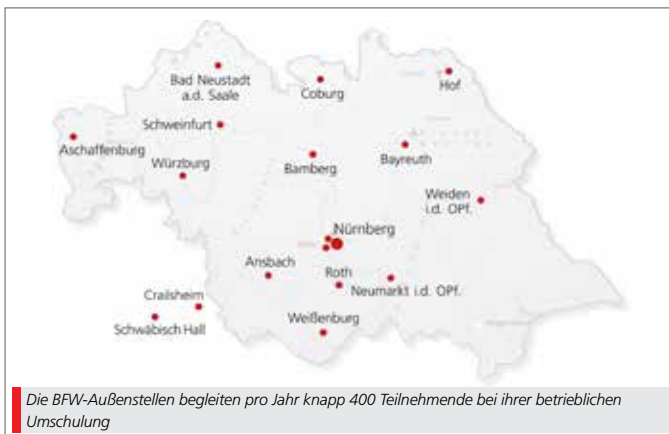 Bad Neustadt
a.d. Saale
Coburg
Hof
Schweinfurt
Aschaffenburg
Würzburg
Bamberg
Bayreuth
Weiden
i.d. OPf.
Nürnberg
Ansbach
Roth
Neumarkt i.d. OPf.
Crailsheim
Schwäbisch Hall
Weißenburg
Die BFW-Außenstellen begleiten pro Jahr knapp 400 Teilnehmende bei ihrer betrieblichen
Umschulung